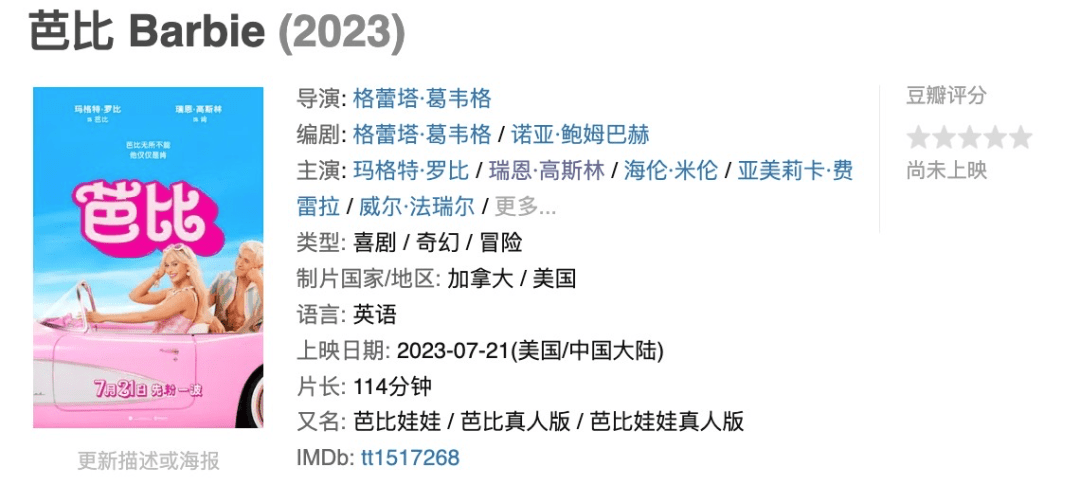 芭比 Barbie (2023)
玛格特·罗比
瑞恩·高斯林
芭比无所不能
他仅仅是肯
芭比
7月21日 先粉一波
更新描述或海报
导演: 格蕾塔·葛韦格
编剧: 格蕾塔·葛韦格 / 诺亚·鲍姆巴赫
主演: 玛格特·罗比 / 瑞恩·高斯林 / 海伦·米伦 / 亚美莉卡·费
雷拉 / 威尔·法瑞尔 / 更多...
类型: 喜剧 / 奇幻 / 冒险
制片国家/地区: 加拿大 / 美国
语言: 英语
上映日期: 2023-07-21(美国/中国大陆)
片长: 114分钟
又名: 芭比娃娃 / 芭比真人版 / 芭比娃娃真人版
IMDb: tt1517268
豆瓣评分
尚未上映